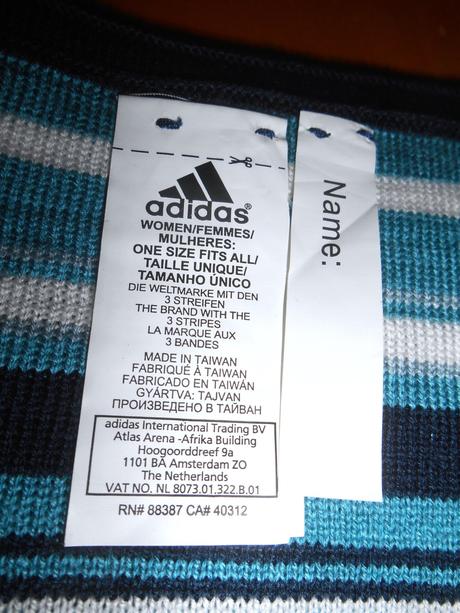 adidas®
WOMEN/FEMMES/
MULHERES:
ONE SIZE FITS ALL/
TAILLE UNIQUE/
TAMANHO ÚNICO
DIE WELTMARKE MIT DEN
3 STREIFEN
THE BRAND WITH THE
3 STRIPES
LA MARQUE AUX
3 BANDES
MADE IN TAIWAN
FABRIQUÉ À TAIWAN
FABRICADO EN TAIWÁN
GYÁRTVA: TAJVAN
ПРОИЗВЕДЕНО В ТАЙВАН
adidas International Trading BV
Atlas Arena -Afrika Building
Hoogoorddreef 9a
1101 BA Amsterdam ZO
The Netherlands
VAT NO. NL 8073.01.322.B.01
RN# 88387 CA# 40312
Name: